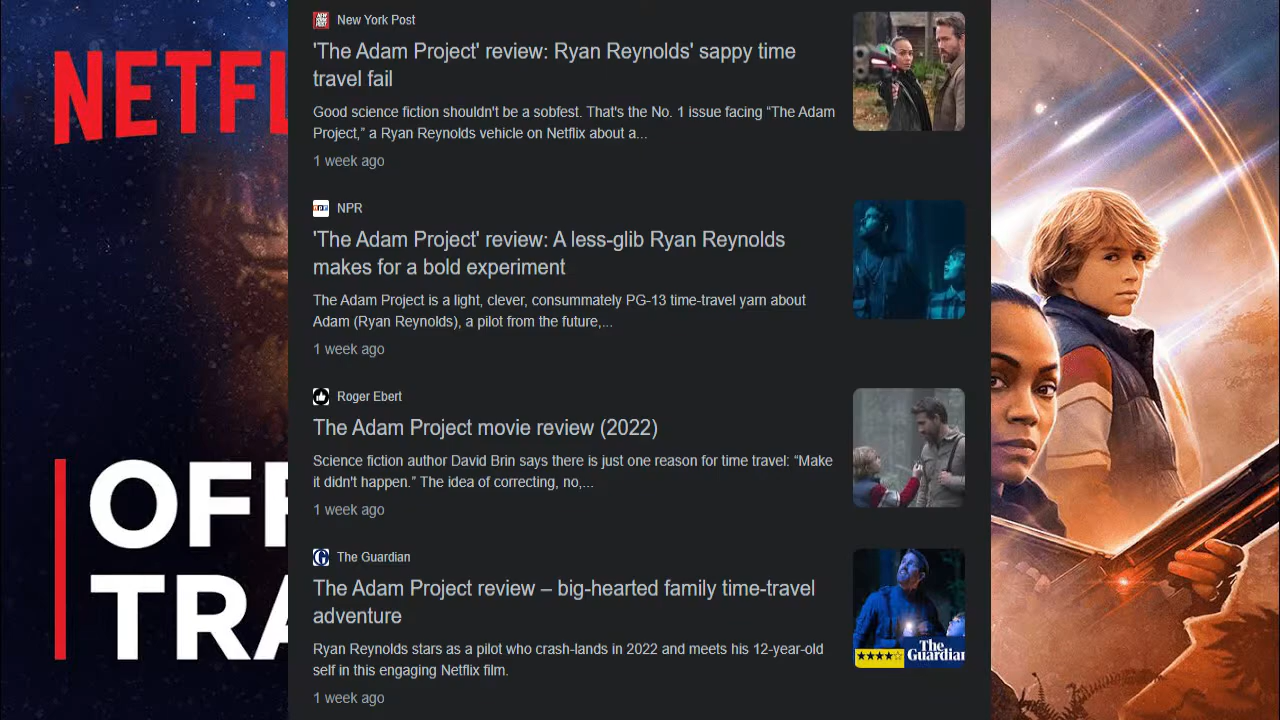 NETFL
OFF
TRA
New York Post
'The Adam Project' review: Ryan Reynolds' sappy time
travel fail
Good science fiction shouldn't be a sobfest. That's the No. 1 issue facing “The Adam
Project,” a Ryan Reynolds vehicle on Netflix about a...
1 week ago
NPR
'The Adam Project' review: A less-glib Ryan Reynolds
makes for a bold experiment
The Adam Project is a light, clever, consummately PG-13 time-travel yarn about
Adam (Ryan Reynolds), a pilot from the future,...
1 week ago
Roger Ebert
The Adam Project movie review (2022)
Science fiction author David Brin says there is just one reason for time travel: “Make
it didn't happen.” The idea of correcting, no,...
1 week ago
The Guardian
The Adam Project review – big-hearted family time-travel
adventure
Ryan Reynolds stars as a pilot who crash-lands in 2022 and meets his 12-year-old
self in this engaging Netflix film.
1 week ago
The
Guardian